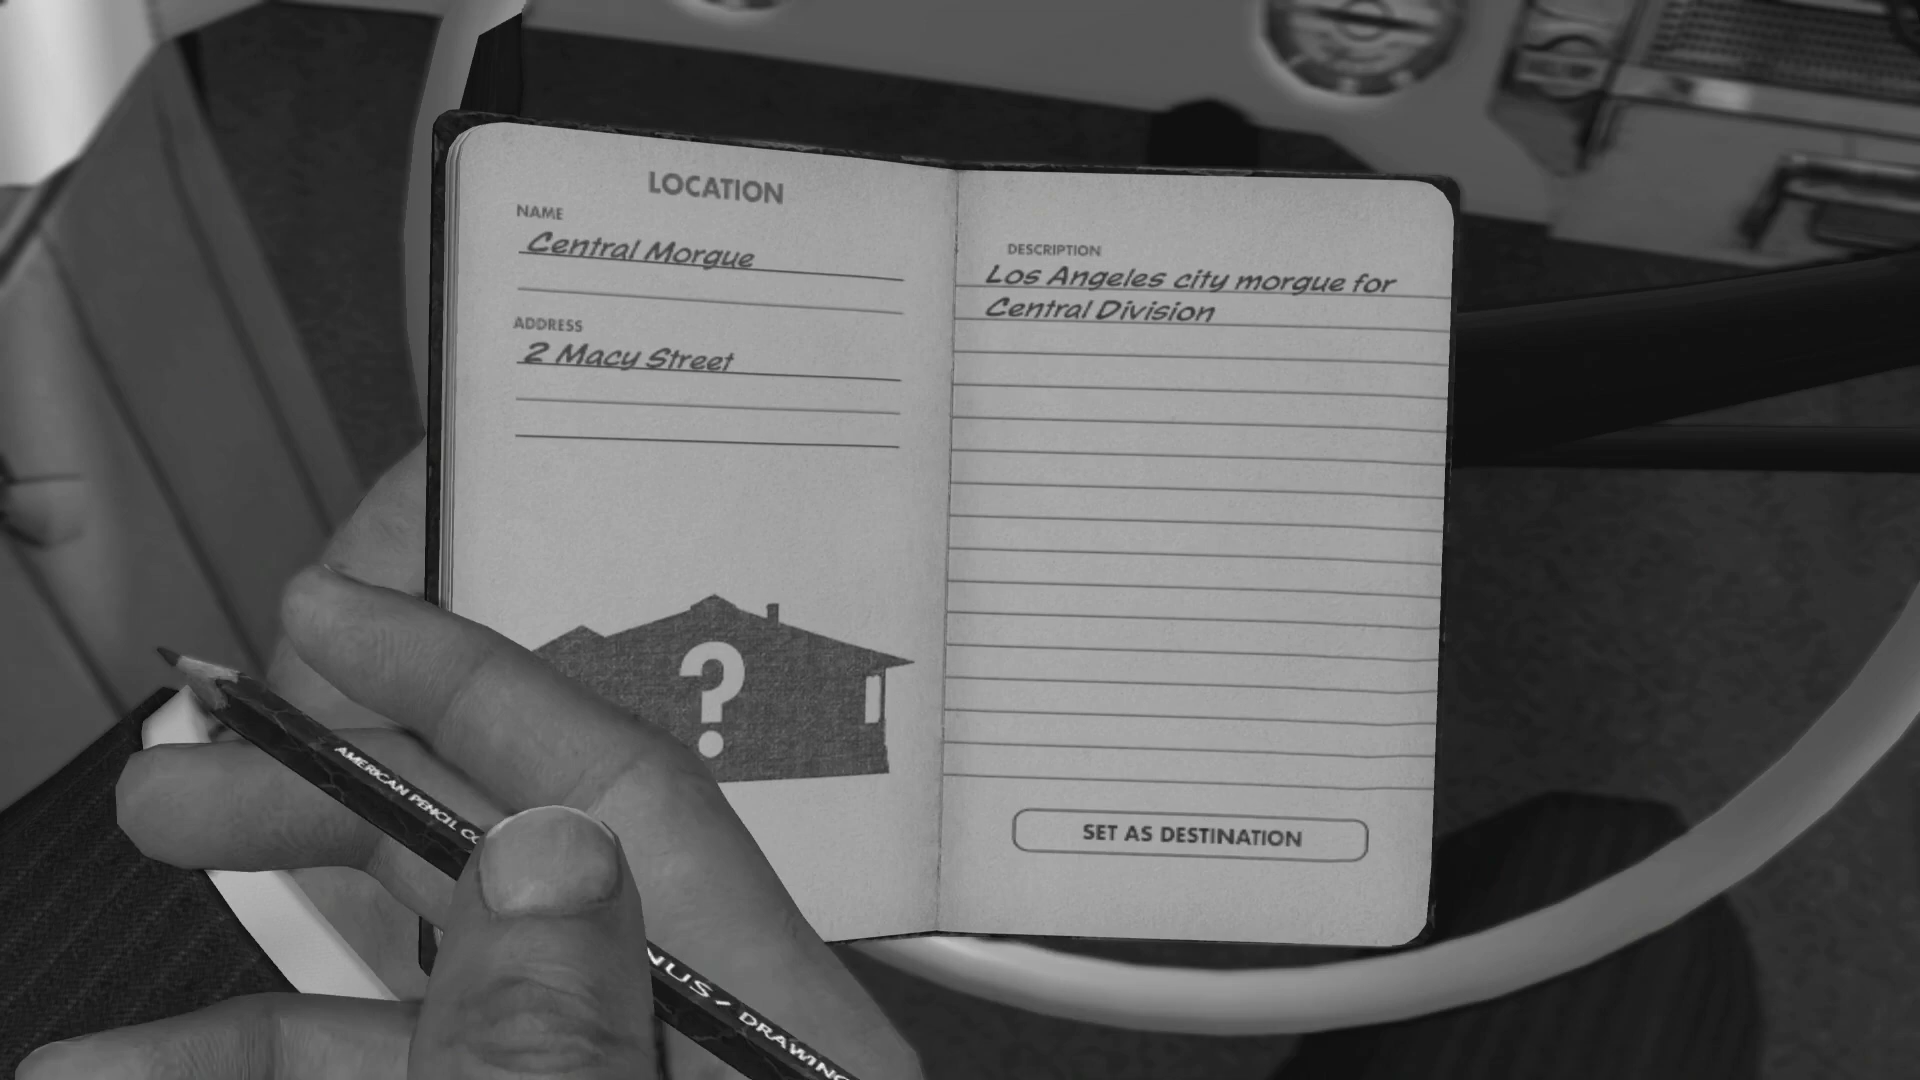 LOCATION
NAME
Central Morgue
ADDRESS
2 Macy Street
?
DESCRIPTION
Los Angeles city morgue for
Central Division
SET AS DESTINATION
AMERICAN PENCIL CO
NUS/ DRAWING